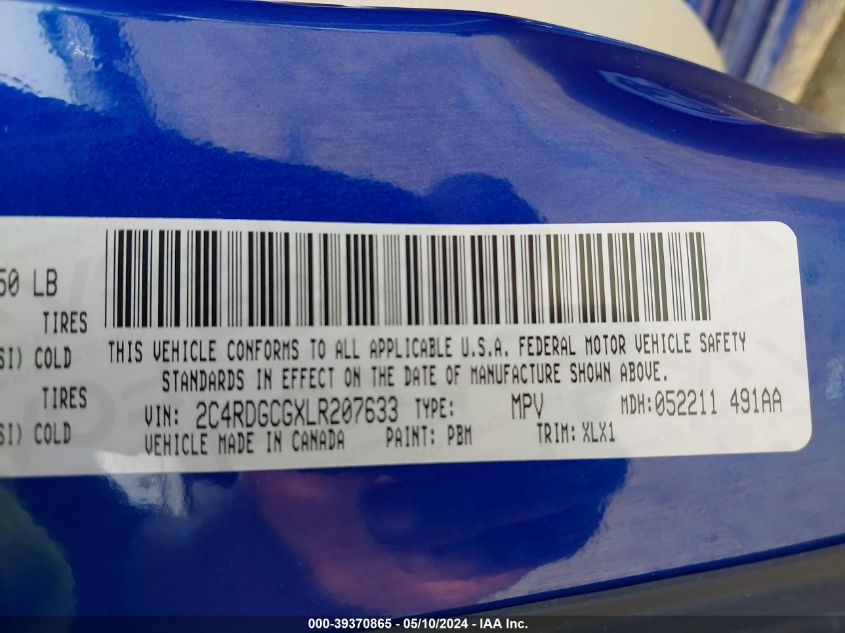 50 LB
TIRES
SI) COLD
TIRES
SI) COLD
THIS VEHICLE CONFORMS TO ALL APPLICABLE U.S.A. FEDERAL MOTOR VEHICLE SAFETY
STANDARDS IN EFFECT ON THE DATE OF MANUFACTURE SHOWN ABOVE.
VIN: 2C4RDGCGXLR207633 TYPE: MPV MDH:052211 491AA
VEHICLE MADE IN CANADA PAINT: PBM TRIM: XLX1
000-39370865 - 05/10/2024 - IAA Inc.